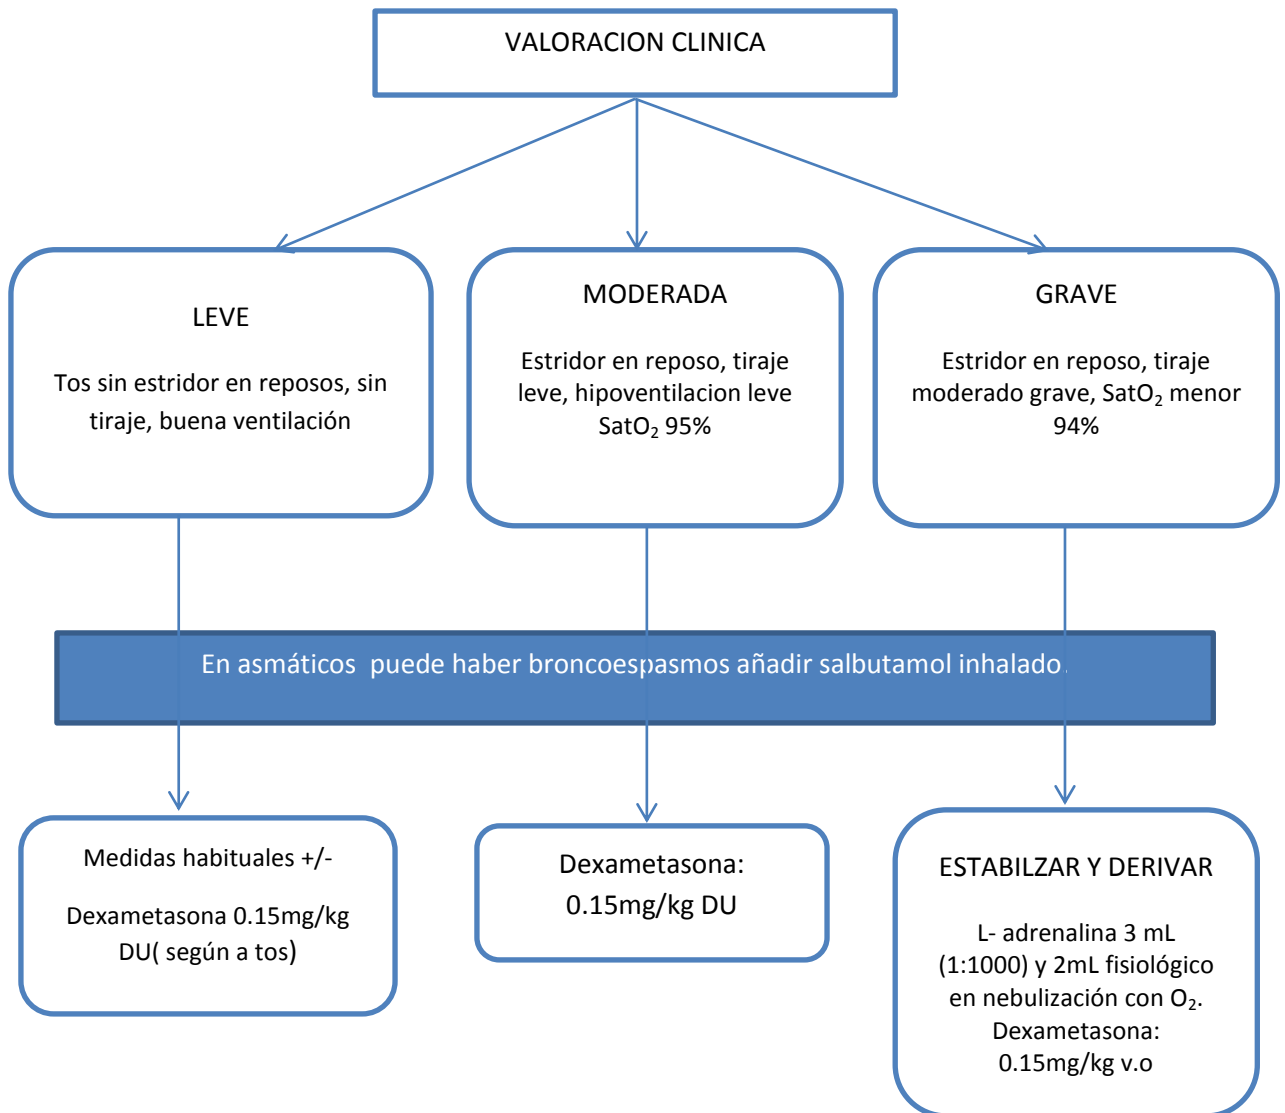 VALORACION CLINICA
LEVE
Tos sin estridor en reposos, sin
tiraje, buena ventilación
MODERADA
Estridor en reposo, tiraje
leve, hipoventilacion leve
SatO₂ 95%
GRAVE
Estridor en reposo, tiraje
moderado grave, SatO₂ menor
94%
En asmáticos puede haber broncoespasmos añadir salbutamol inhalado.
Medidas habituales +/-
Dexametasona 0.15mg/kg
DU( según a tos)
Dexametasona:
0.15mg/kg DU
ESTABILZAR Y DERIVAR
L- adrenalina 3 mL
(1:1000) y 2mL fisiológico
en nebulización con O₂.
Dexametasona:
0.15mg/kg v.o